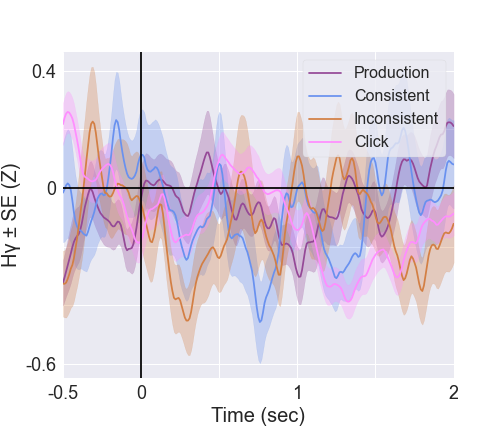 Production
Consistent
Inconsistent
Click
0.4
0
-0.6
Hγ ± SE (Z)
-0.5
0
1
2
Time (sec)